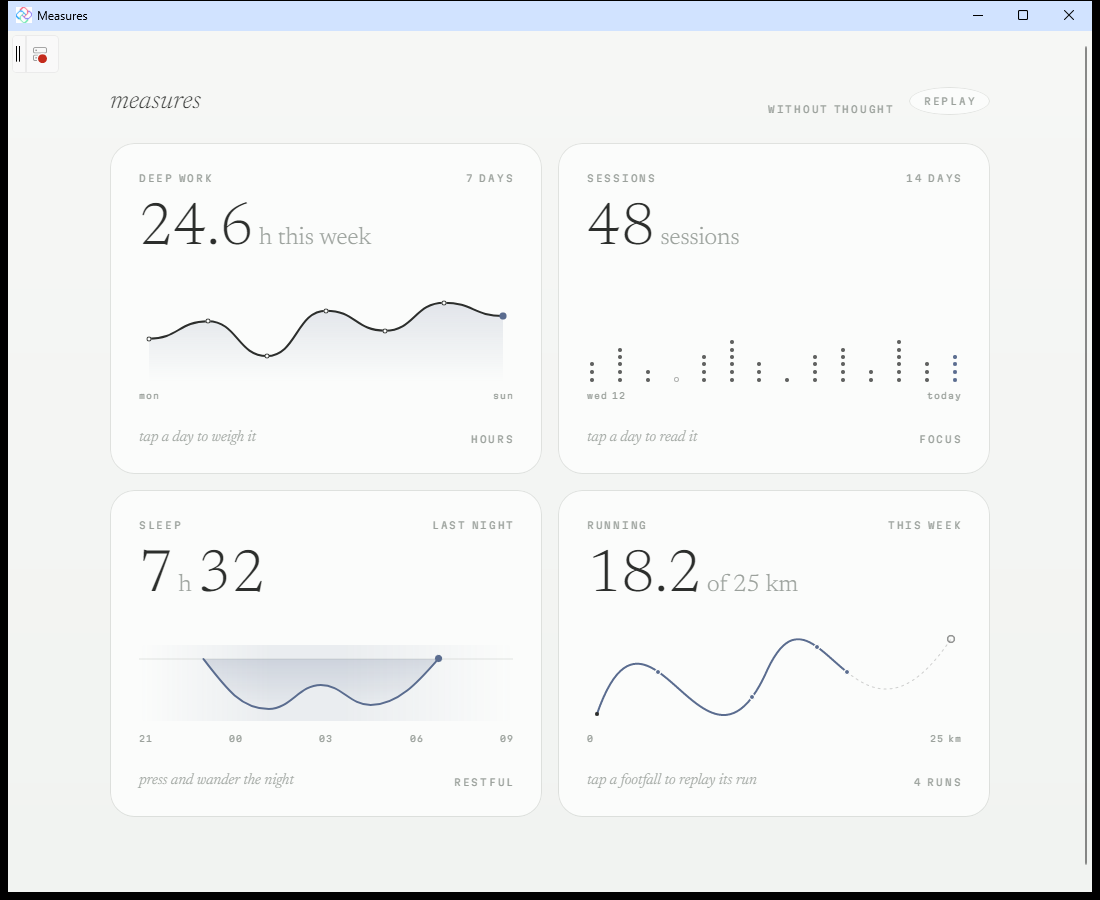 Measures
measures
WITHOUT THOUGHT
REPLAY
DEEP WORK
7 DAYS
24.6 h this week
mon
sun
tap a day to weigh it
HOURS
SESSIONS
14 DAYS
48 sessions
wed 12
today
tap a day to read it
FOCUS
SLEEP
LAST NIGHT
7 h 32
21 00 03 06 09
press and wander the night
RESTFUL
RUNNING
THIS WEEK
18.2 of 25 km
0
25 km
tap a footfall to replay its run
4 RUNS